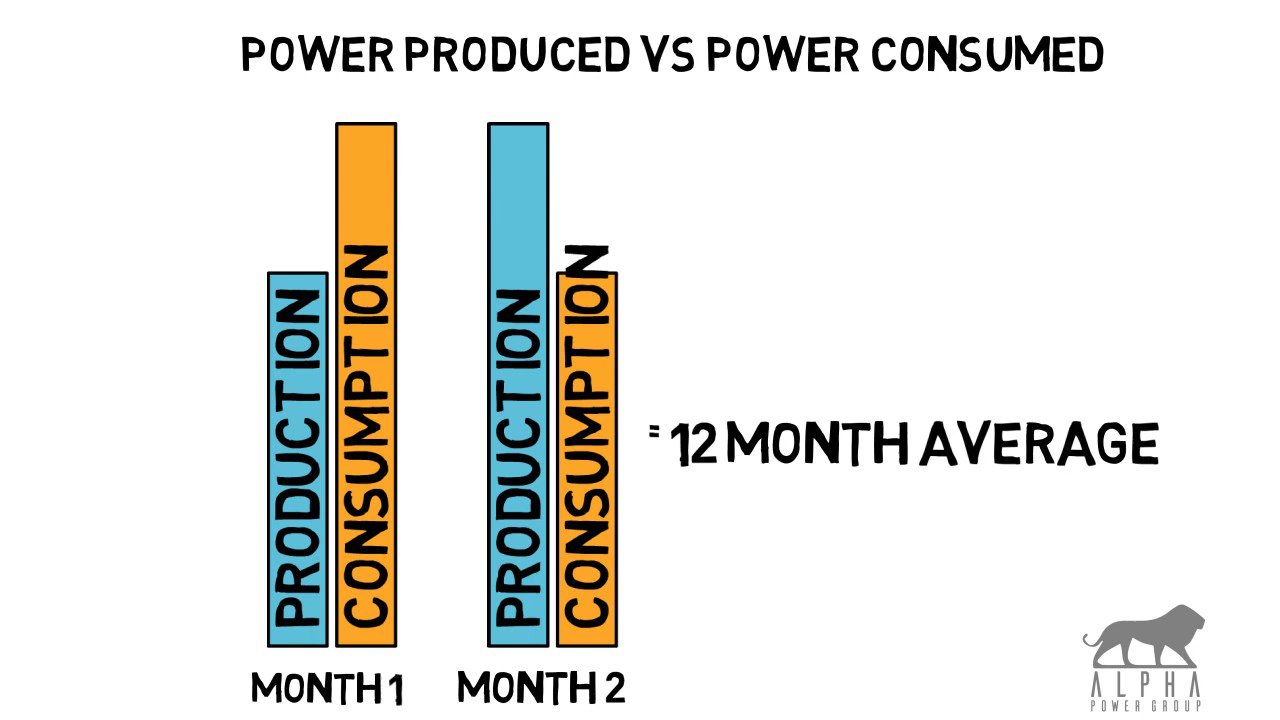 POWER PRODUCED VS POWER CONSUMED
PRODUCTION
CONSUMPTION
PRODUCTION
CONSUMPTION
= 12 MONTH AVERAGE
MONTH 1
MONTH 2
ALPHA
POWER GROUP